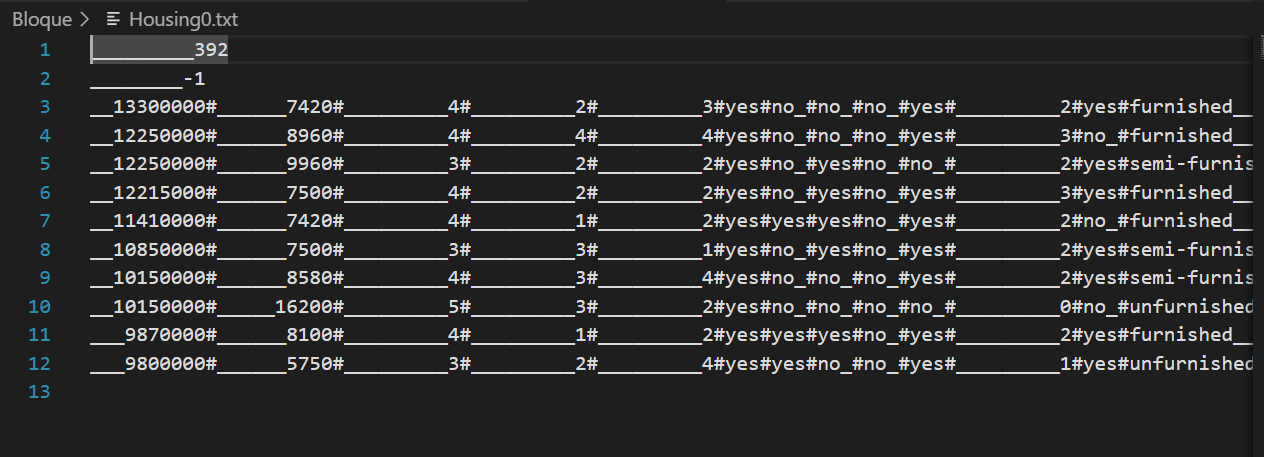 Bloque > Housing0.txt
1 _________392
2 ________-1
3 __13300000#______7420#_________4#_________2#_________3#yes#no_#no_#no_#yes#_________2#yes#furnished__
4 __12250000#______8960#_________4#_________4#_________4#yes#no_#no_#no_#yes#_________3#no_#furnished__
5 __12250000#______9960#_________3#_________2#_________2#yes#no_#yes#no_#no_#_________2#yes#semi-furnis
6 __12215000#______7500#_________4#_________2#_________2#yes#no_#yes#no_#yes#_________3#yes#furnished__
7 __11410000#______7420#_________4#_________1#_________2#yes#yes#yes#no_#yes#_________2#no_#furnished__
8 __10850000#______7500#_________3#_________3#_________1#yes#no_#yes#no_#yes#_________2#yes#semi-furnis
9 __10150000#______8580#_________4#_________3#_________4#yes#no_#no_#no_#yes#_________2#yes#semi-furnis
10 __10150000#_____16200#_________5#_________3#_________2#yes#no_#no_#no_#no_#_________0#no_#unfurnished
11 ___9870000#______8100#_________4#_________1#_________2#yes#yes#yes#no_#yes#_________2#yes#furnished__
12 ___9800000#______5750#_________3#_________2#_________4#yes#yes#no_#no_#yes#_________1#yes#unfurnished
13